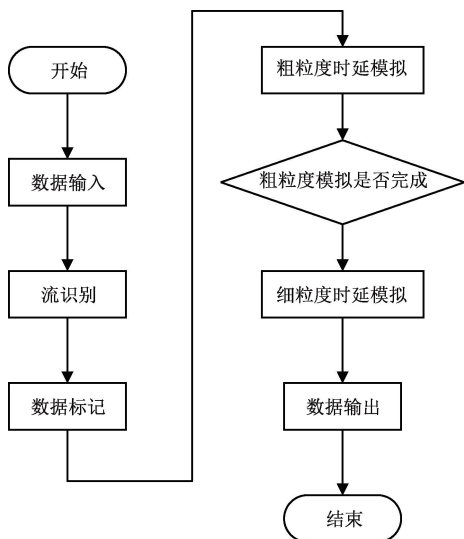 开始
数据输入
流识别
数据标记
粗粒度时延模拟
粗粒度模拟是否完成
细粒度时延模拟
数据输出
结束